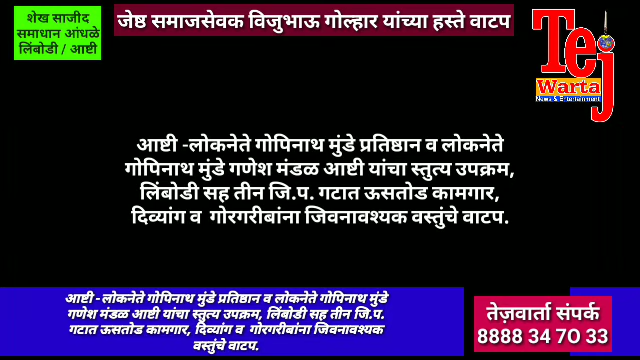 शेख साजीद
समाधान आंधळे
लिंबोडी / आष्टी
जेष्ठ समाजसेवक विजुभाऊ गोल्हार यांच्या हस्ते वाटप
Tej
Warta
News & Entertainment
आष्टी -लोकनेते गोपिनाथ मुंडे प्रतिष्ठान व लोकनेते
गोपिनाथ मुंडे गणेश मंडळ आष्टी यांचा स्तुत्य उपक्रम,
लिंबोडी सह तीन जि.प. गटात ऊसतोड कामगार,
दिव्यांग व गोरगरीबांना जिवनावश्यक वस्तुंचे वाटप.
आष्टी - लोकनेते गोपिनाथ मुंडे प्रतिष्ठान व लोकनेते गोपिनाथ मुंडे
गणेश मंडळ आष्टी यांचा स्तुत्य उपक्रम, लिंबोडी सह तीन जि.प.
गटात ऊसतोड कामगार, दिव्यांग व गोरगरीबांना जिवनावश्यक
वस्तुंचे वाटप.
तेज़वार्ता संपर्क
8888 34 70 33